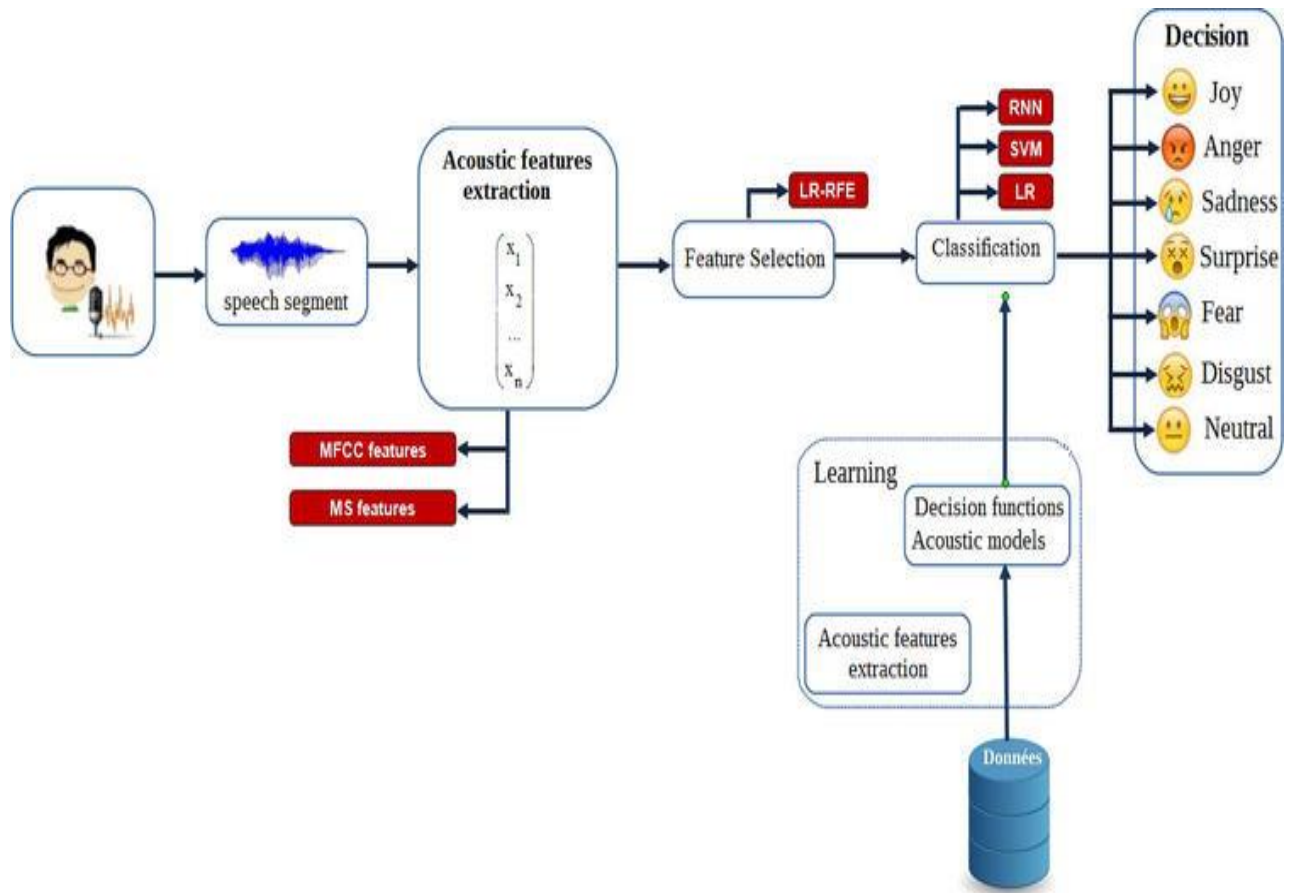 speech segment
Acoustic features
extraction
x1
x2
...
xn
MFCC features
MS features
LR-RFE
Feature Selection
RNN
SVM
LR
Classification
Decision
Joy
Anger
Sadness
Surprise
Fear
Disgust
Neutral
Learning
Decision functions
Acoustic models
Acoustic features
extraction
Données